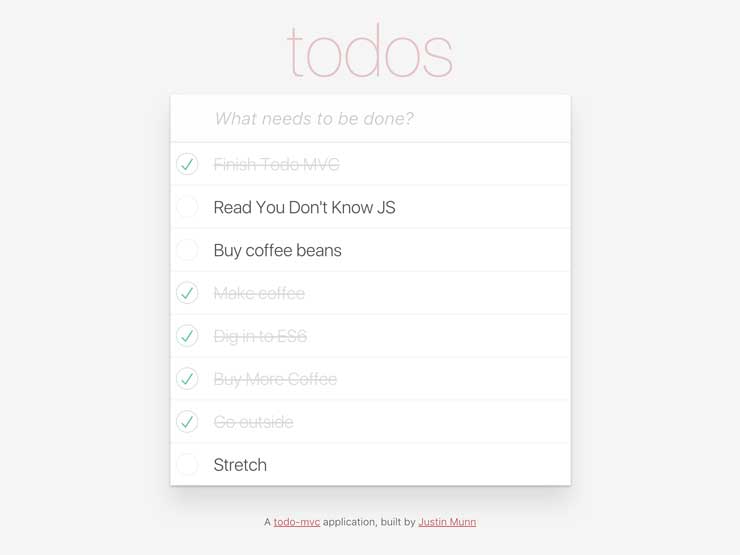 todos
What needs to be done?
Finish Todo MVC
Read You Don't Know JS
Buy coffee beans
Make coffee
Dig in to ES6
Buy More Coffee
Go outside
Stretch
A todo-mvc application, built by Justin Munn